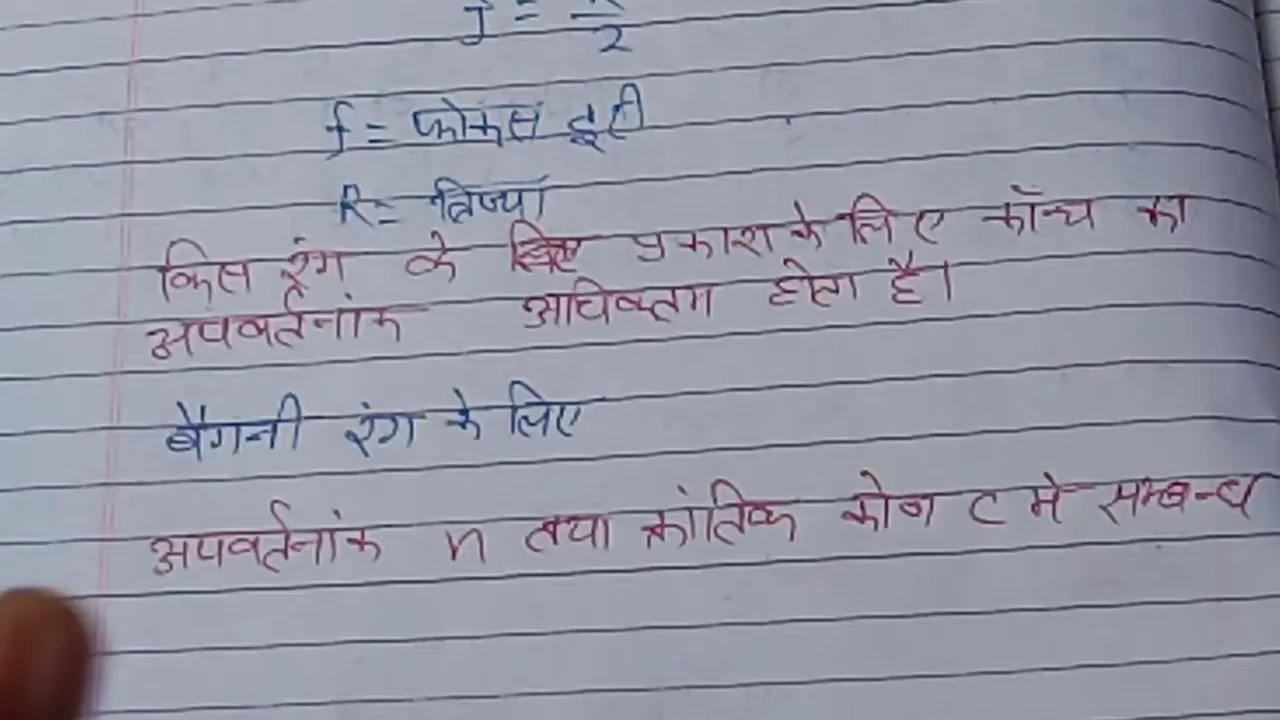 f = R/2
f = फोकस दूरी
R = त्रिज्या
किस रंग के प्रकाश के लिए काँच का
अपवर्तनांक अधिकतम होता है।
बैगनी रंग के लिए
अपवर्तनांक n तथा क्रांतिक कोण c मे सम्बन्ध